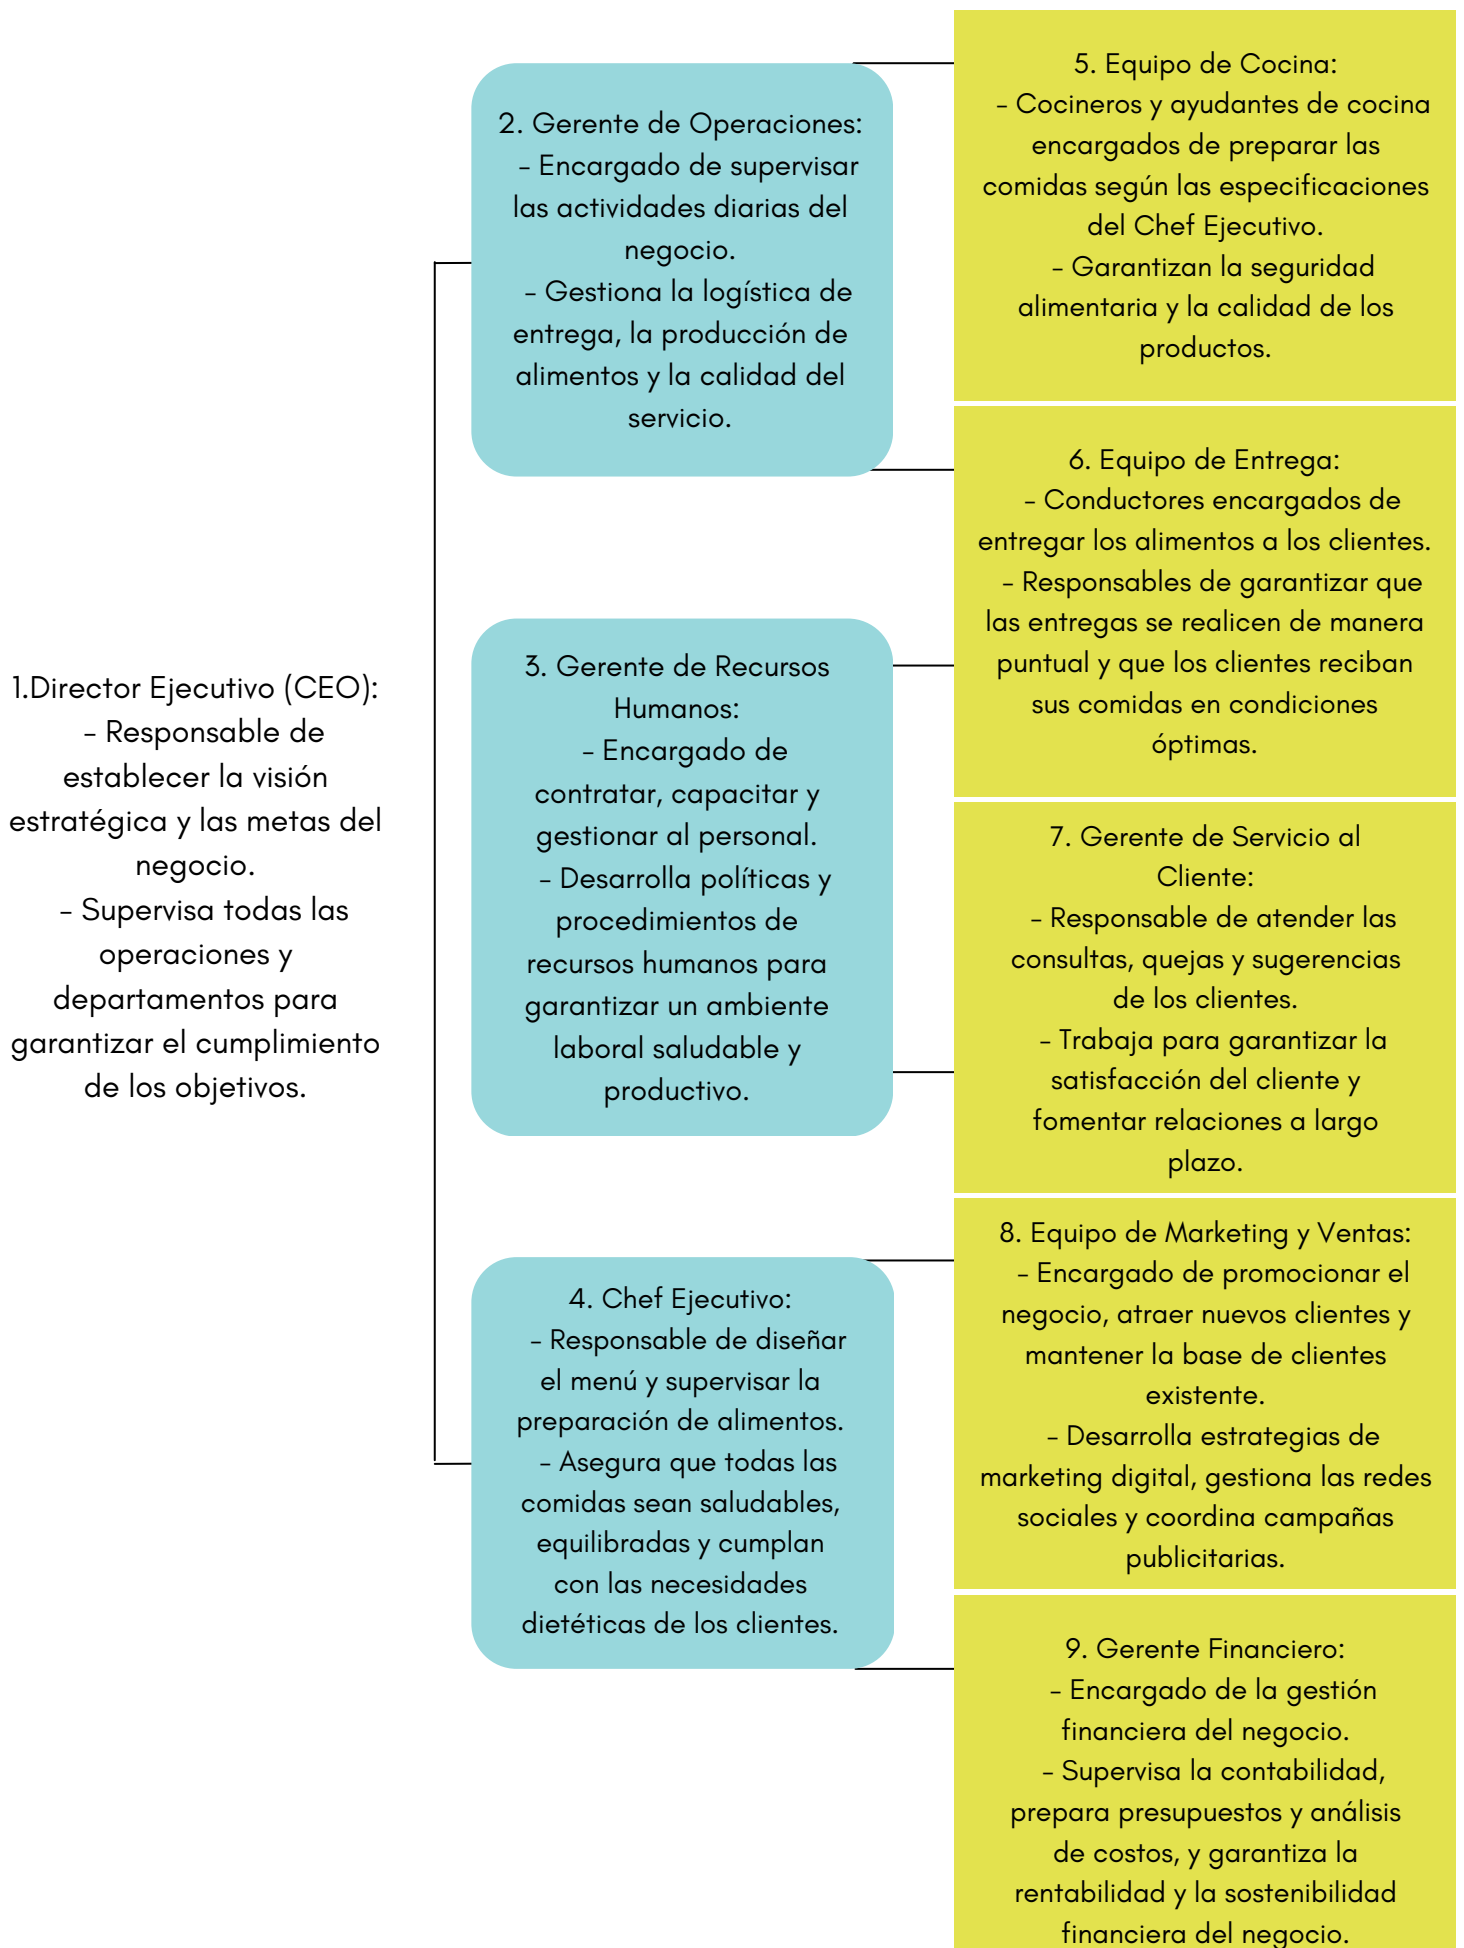 1.Director Ejecutivo (CEO):
- Responsable de
establecer la visión
estratégica y las metas del
negocio.
- Supervisa todas las
operaciones y
departamentos para
garantizar el cumplimiento
de los objetivos.
2. Gerente de Operaciones:
- Encargado de supervisar
las actividades diarias del
negocio.
- Gestiona la logística de
entrega, la producción de
alimentos y la calidad del
servicio.
3. Gerente de Recursos
Humanos:
- Encargado de
contratar, capacitar y
gestionar al personal.
- Desarrolla políticas y
procedimientos de
recursos humanos para
garantizar un ambiente
laboral saludable y
productivo.
4. Chef Ejecutivo:
- Responsable de diseñar
el menú y supervisar la
preparación de alimentos.
- Asegura que todas las
comidas sean saludables,
equilibradas y cumplan
con las necesidades
dietéticas de los clientes.
5. Equipo de Cocina:
- Cocineros y ayudantes de cocina
encargados de preparar las
comidas según las especificaciones
del Chef Ejecutivo.
- Garantizan la seguridad
alimentaria y la calidad de los
productos.
6. Equipo de Entrega:
- Conductores encargados de
entregar los alimentos a los clientes.
- Responsables de garantizar que
las entregas se realicen de manera
puntual y que los clientes reciban
sus comidas en condiciones
óptimas.
7. Gerente de Servicio al
Cliente:
- Responsable de atender las
consultas, quejas y sugerencias
de los clientes.
- Trabaja para garantizar la
satisfacción del cliente y
fomentar relaciones a largo
plazo.
8. Equipo de Marketing y Ventas:
- Encargado de promocionar el
negocio, atraer nuevos clientes y
mantener la base de clientes
existente.
- Desarrolla estrategias de
marketing digital, gestiona las redes
sociales y coordina campañas
publicitarias.
9. Gerente Financiero:
- Encargado de la gestión
financiera del negocio.
- Supervisa la contabilidad,
prepara presupuestos y análisis
de costos, y garantiza la
rentabilidad y la sostenibilidad
financiera del negocio.